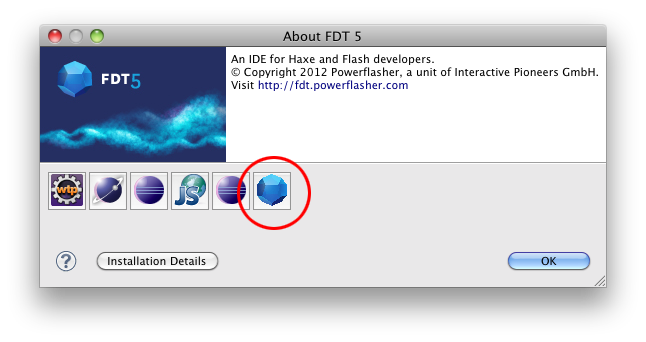 About FDT 5
An IDE for Haxe and Flash developers.
© Copyright 2012 Powerflasher, a unit of Interactive Pioneers GmbH.
Visit http://fdt.powerflasher.com
FDT5
wtp
JS
?
Installation Details
OK